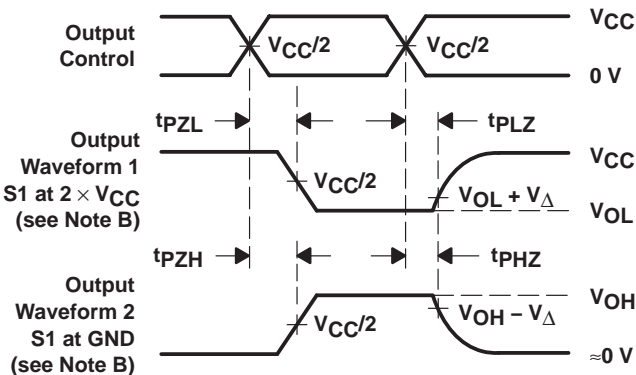 Output
Control
VCC/2
VCC/2
VCC
0 V
tPZL
tPLZ
Output
Waveform 1
S1 at 2 × VCC
(see Note B)
VCC/2
VCC
VOL + VΔ
VOL
tPZH
tPHZ
Output
Waveform 2
S1 at GND
(see Note B)
VCC/2
VOH
VOH − VΔ
≈0 V